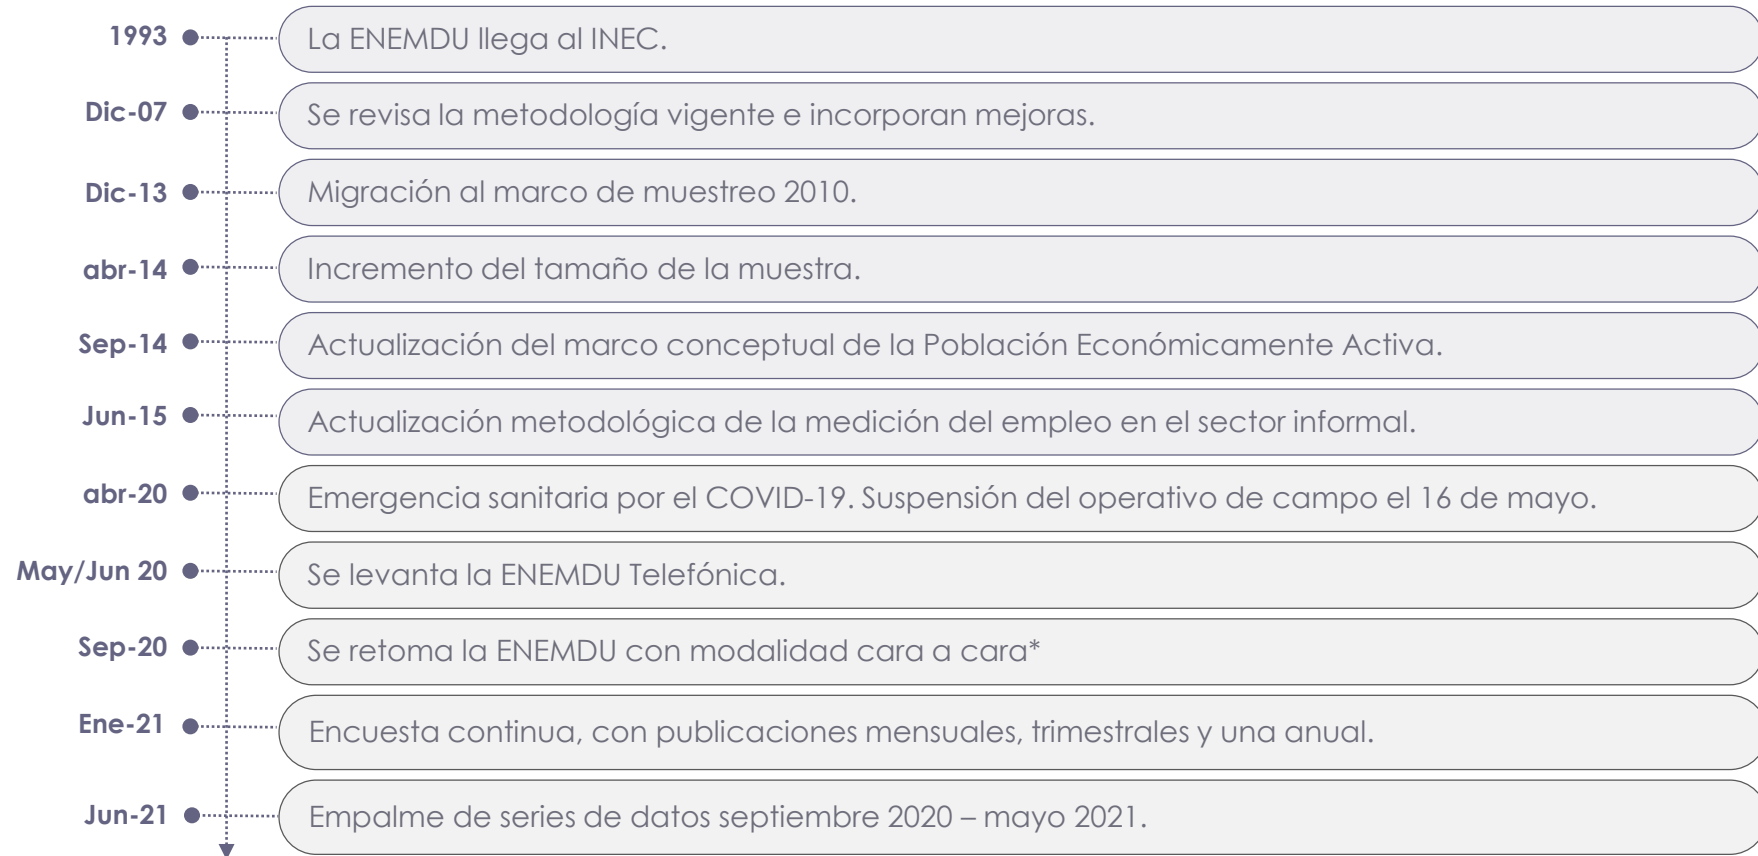 1993 La ENEMDU llega al INEC.
Dic-07 Se revisa la metodología vigente e incorporan mejoras.
Dic-13 Migración al marco de muestreo 2010.
abr-14 Incremento del tamaño de la muestra.
Sep-14 Actualización del marco conceptual de la Población Económicamente Activa.
Jun-15 Actualización metodológica de la medición del empleo en el sector informal.
abr-20 Emergencia sanitaria por el COVID-19. Suspensión del operativo de campo el 16 de mayo.
May/Jun 20 Se levanta la ENEMDU Telefónica.
Sep-20 Se retoma la ENEMDU con modalidad cara a cara*
Ene-21 Encuesta continua, con publicaciones mensuales, trimestrales y una anual.
Jun-21 Empalme de series de datos septiembre 2020 – mayo 2021.